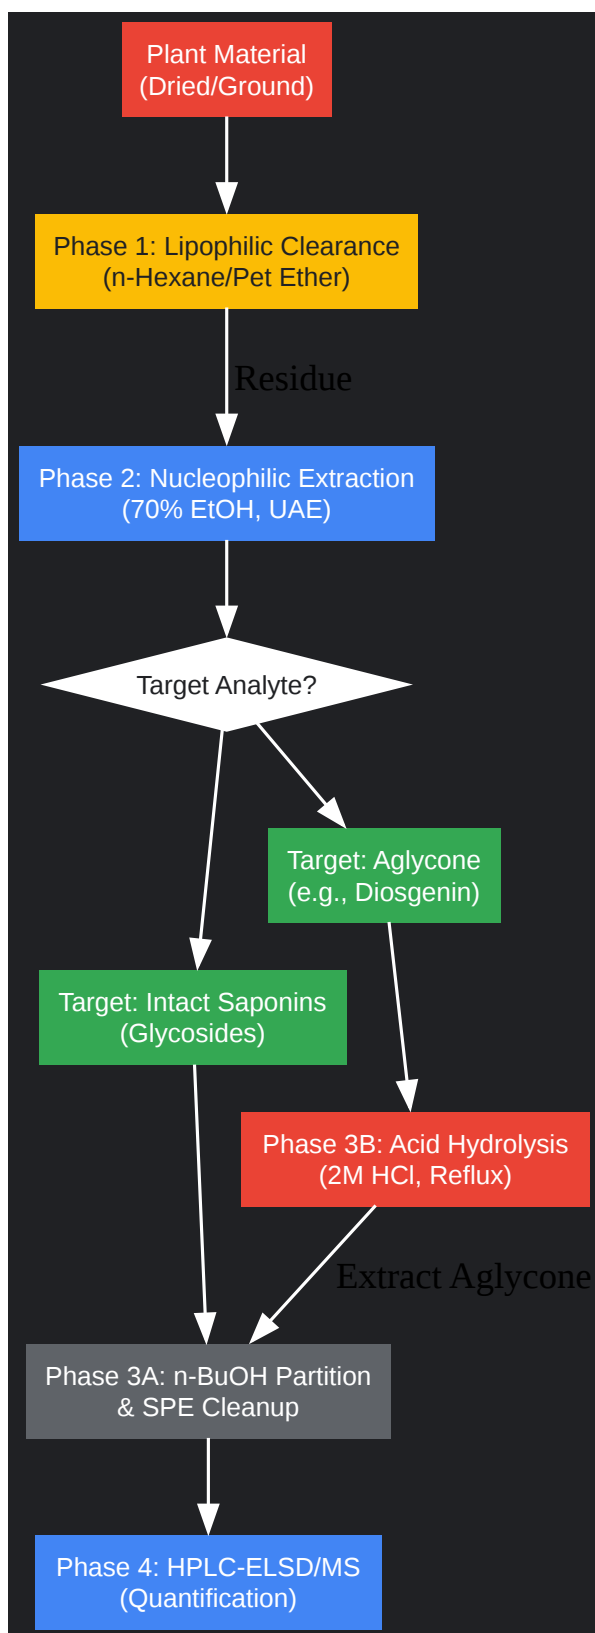 Plant Material
(Dried/Ground)
Phase 1: Lipophilic Clearance
(n-Hexane/Pet Ether)
Residue
Phase 2: Nucleophilic Extraction
(70% EtOH, UAE)
Target Analyte?
Target: Aglycone
(e.g., Diosgenin)
Target: Intact Saponins
(Glycosides)
Phase 3B: Acid Hydrolysis
(2M HCl, Reflux)
Extract Aglycone
Phase 3A: n-BuOH Partition
& SPE Cleanup
Phase 4: HPLC-ELSD/MS
(Quantification)